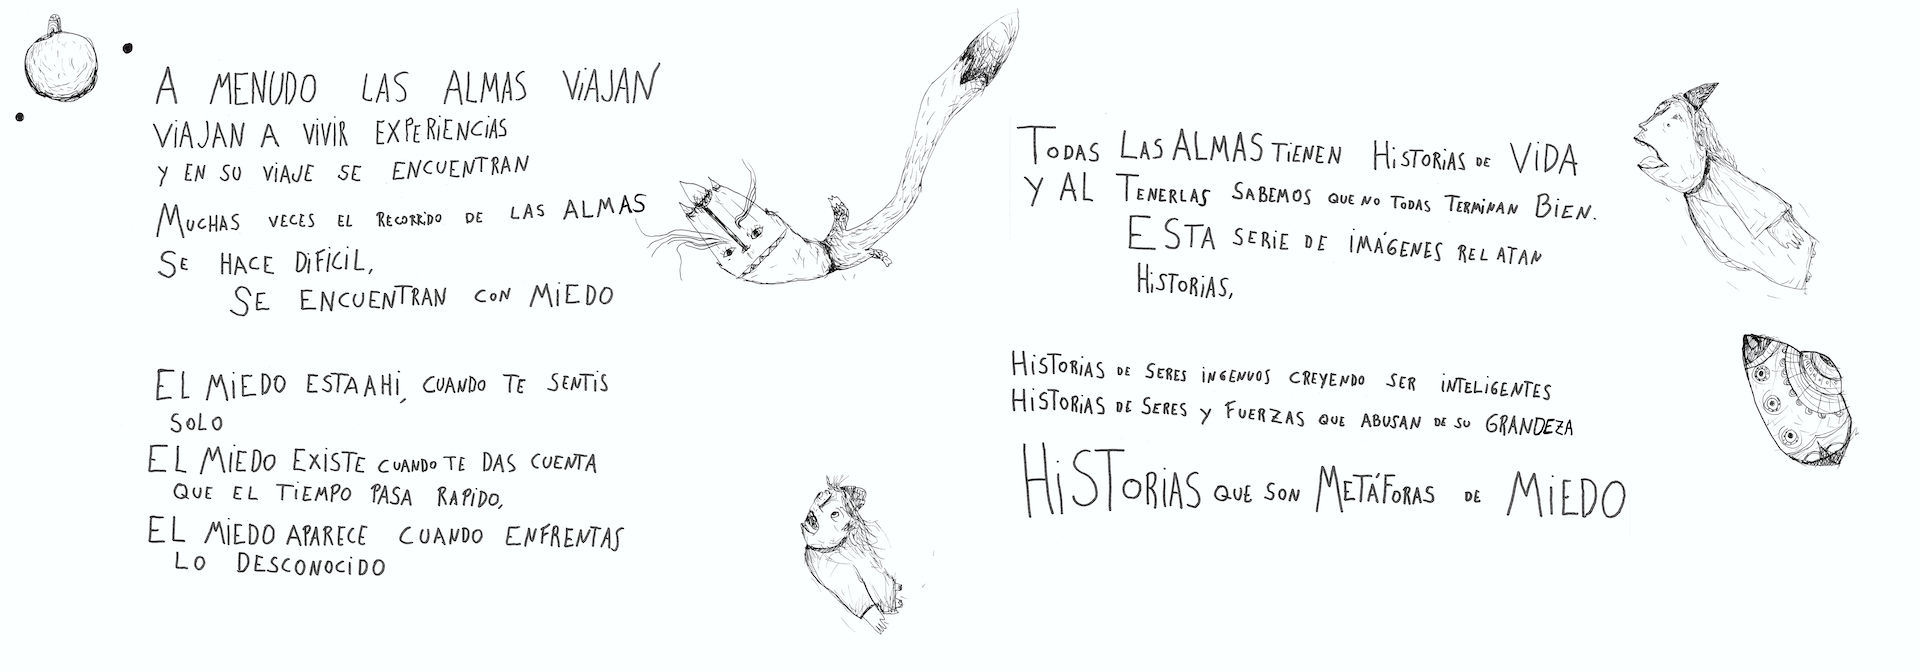 A MENUDO LAS ALMAS ViAJAN
ViAJAN A ViViR EXPERiENCiAS
Y EN SU ViAJE SE ENCUENTRAN
MUCHAS VECES EL RECORRiDO DE LAS ALMAS
SE HACE DiFiCiL,
SE ENCUENTRAN CON MiEDO
EL MiEDO ESTA AHi, CUANDO TE SENTiS
SOLO
EL MiEDO EXiSTE CUANDO TE DAS CUENTA
QUE EL TiEMPO PASA RAPiDO,
EL MiEDO APARECE CUANDO ENFRENTAS
LO DESCONOCiDO
TODAS LAS ALMAS TiENEN HiSTORiAS DE ViDA
Y AL TENERLAS SABEMOS QUE NO TODAS TERMiNAN BiEN.
ESTA SERiE DE iMÁGENES RELATAN
HiSTORiAS,
HiSTORiAS DE SERES iNGENUOS CREYENDO SER iNTELiGENTES
HiSTORiAS DE SERES Y FUERZAS QUE ABUSAN DE SU GRANDEZA
HiSTORiAS QUE SON METÁFORAS DE MiEDO